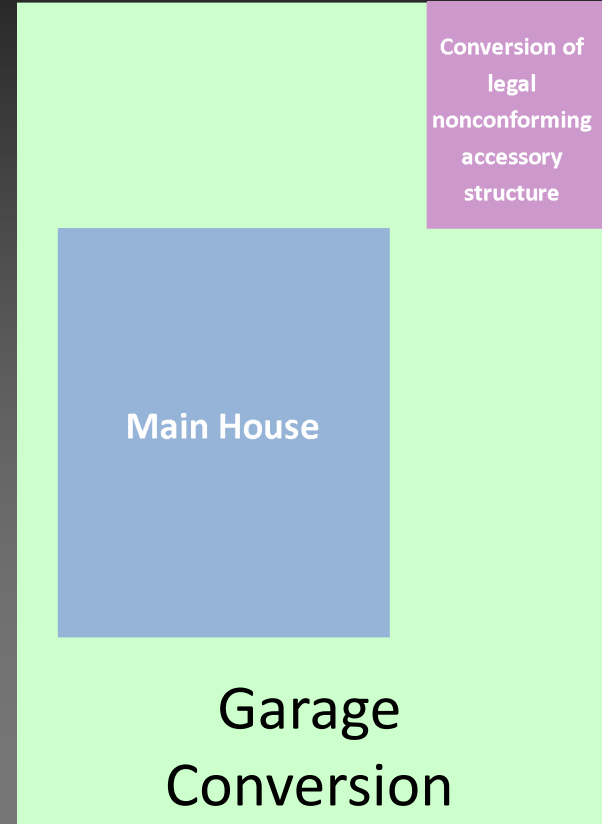 Conversion of
legal
nonconforming
accessory
structure
Main House
Garage
Conversion